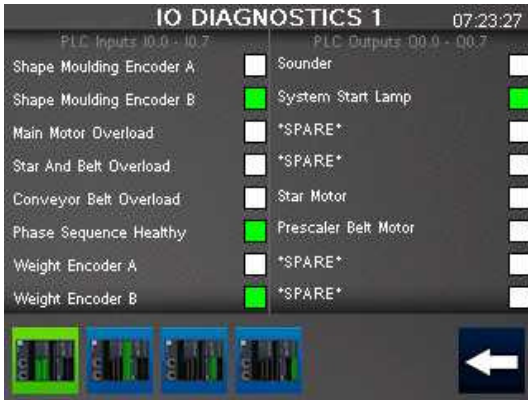 IO DIAGNOSTICS 1
07:23:27
PLC Inputs I0.0 - I0.7
PLC Outputs Q0.0 - Q0.7
Shape Moulding Encoder A
Sounder
Shape Moulding Encoder B
System Start Lamp
Main Motor Overload
*SPARE*
Star And Belt Overload
*SPARE*
Conveyor Belt Overload
Star Motor
Phase Sequence Healthy
Prescaler Belt Motor
Weight Encoder A
*SPARE*
Weight Encoder B
*SPARE*